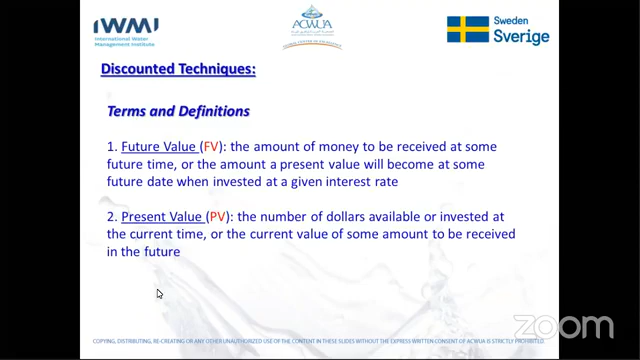 IWMI
International Water
Management Institute
ACWUA
Sweden
Sverige
Discounted Techniques:
Terms and Definitions
1. Future Value (FV): the amount of money to be received at some
future time, or the amount a present value will become at some
future date when invested at a given interest rate
2. Present Value (PV): the number of dollars available or invested at
the current time, or the current value of some amount to be received
in the future
zoom
COPYING, DISTRIBUTING, RE-CREATING OR ANY OTHER UNAUTHORIZED USE OF THE CONTENT IN THESE SLIDES WITHOUT THE EXPRESS WRITTEN CONSENT OF ACWUA IS STRICTLY PROHIBITED.